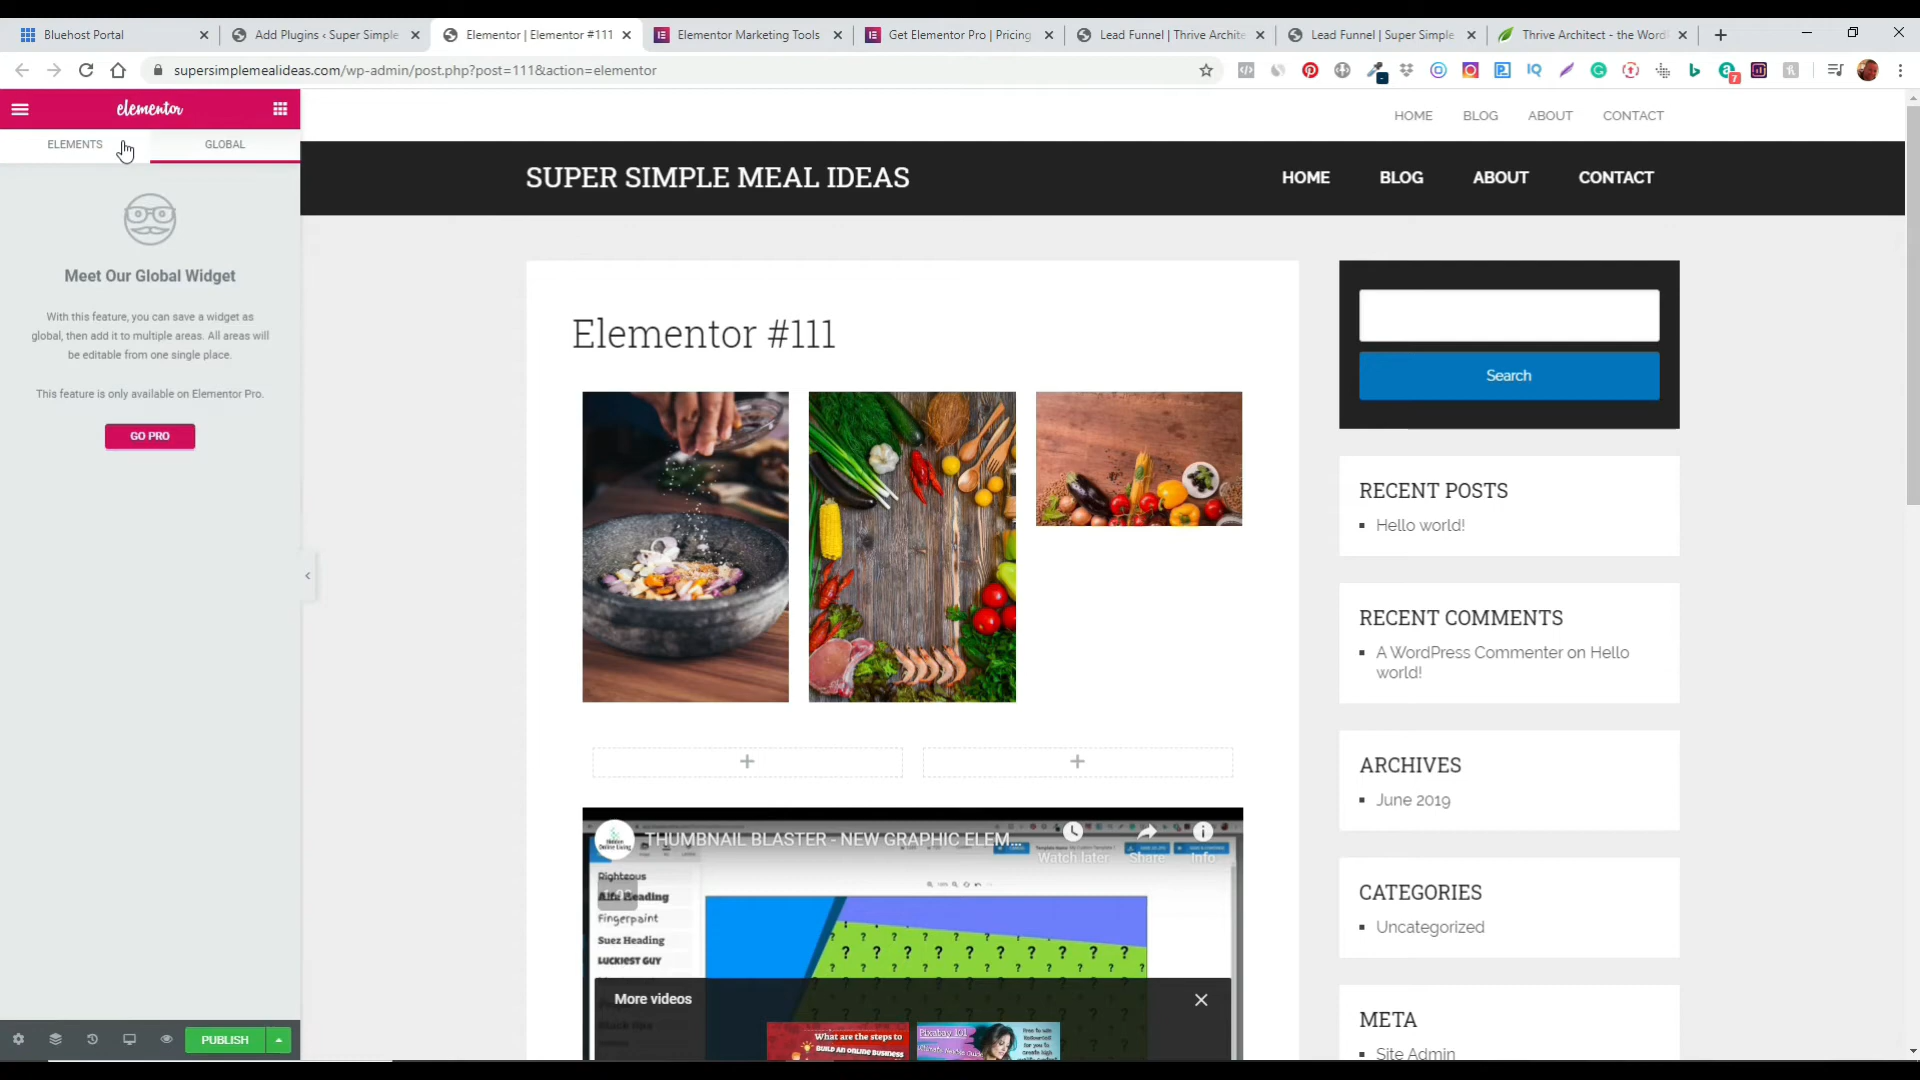 Bluehost Portal
Add Plugins ‹ Super Simple
Elementor | Elementor #111
Elementor Marketing Tools
Get Elementor Pro | Pricing
Lead Funnel | Thrive Archite
Lead Funnel | Super Simple
Thrive Architect - the Word
supersimplemealideas.com/wp-admin/post.php?post=111&action=elementor
elementor
ELEMENTS
GLOBAL
Meet Our Global Widget
With this feature, you can save a widget as
global, then add it to multiple areas. All areas will
be editable from one single place.
This feature is only available on Elementor Pro.
GO PRO
PUBLISH
HOME
BLOG
ABOUT
CONTACT
SUPER SIMPLE MEAL IDEAS
HOME
BLOG
ABOUT
CONTACT
Elementor #111
THUMBNAIL BLASTER - NEW GRAPHIC ELEM...
Watch later
Share
Info
Righteous
Alfa Heading
Fingerpaint
Suez Heading
LUCKIEST GUY
More videos
What are the steps to
BUILD AN ONLINE BUSINESS
Pixabay 101
Search
RECENT POSTS
Hello world!
RECENT COMMENTS
A WordPress Commenter on Hello
world!
ARCHIVES
June 2019
CATEGORIES
Uncategorized
META
Site Admin